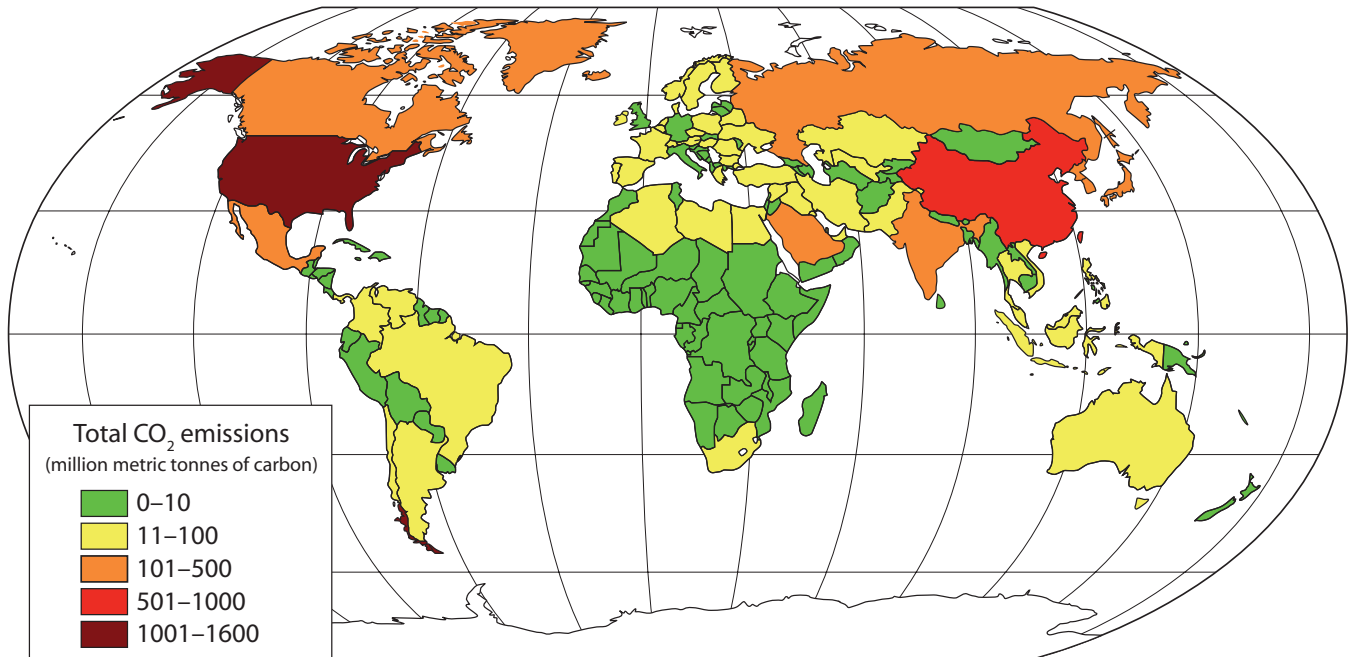 Total CO₂ emissions
(million metric tonnes of carbon)
0–10
11–100
101–500
501–1000
1001–1600